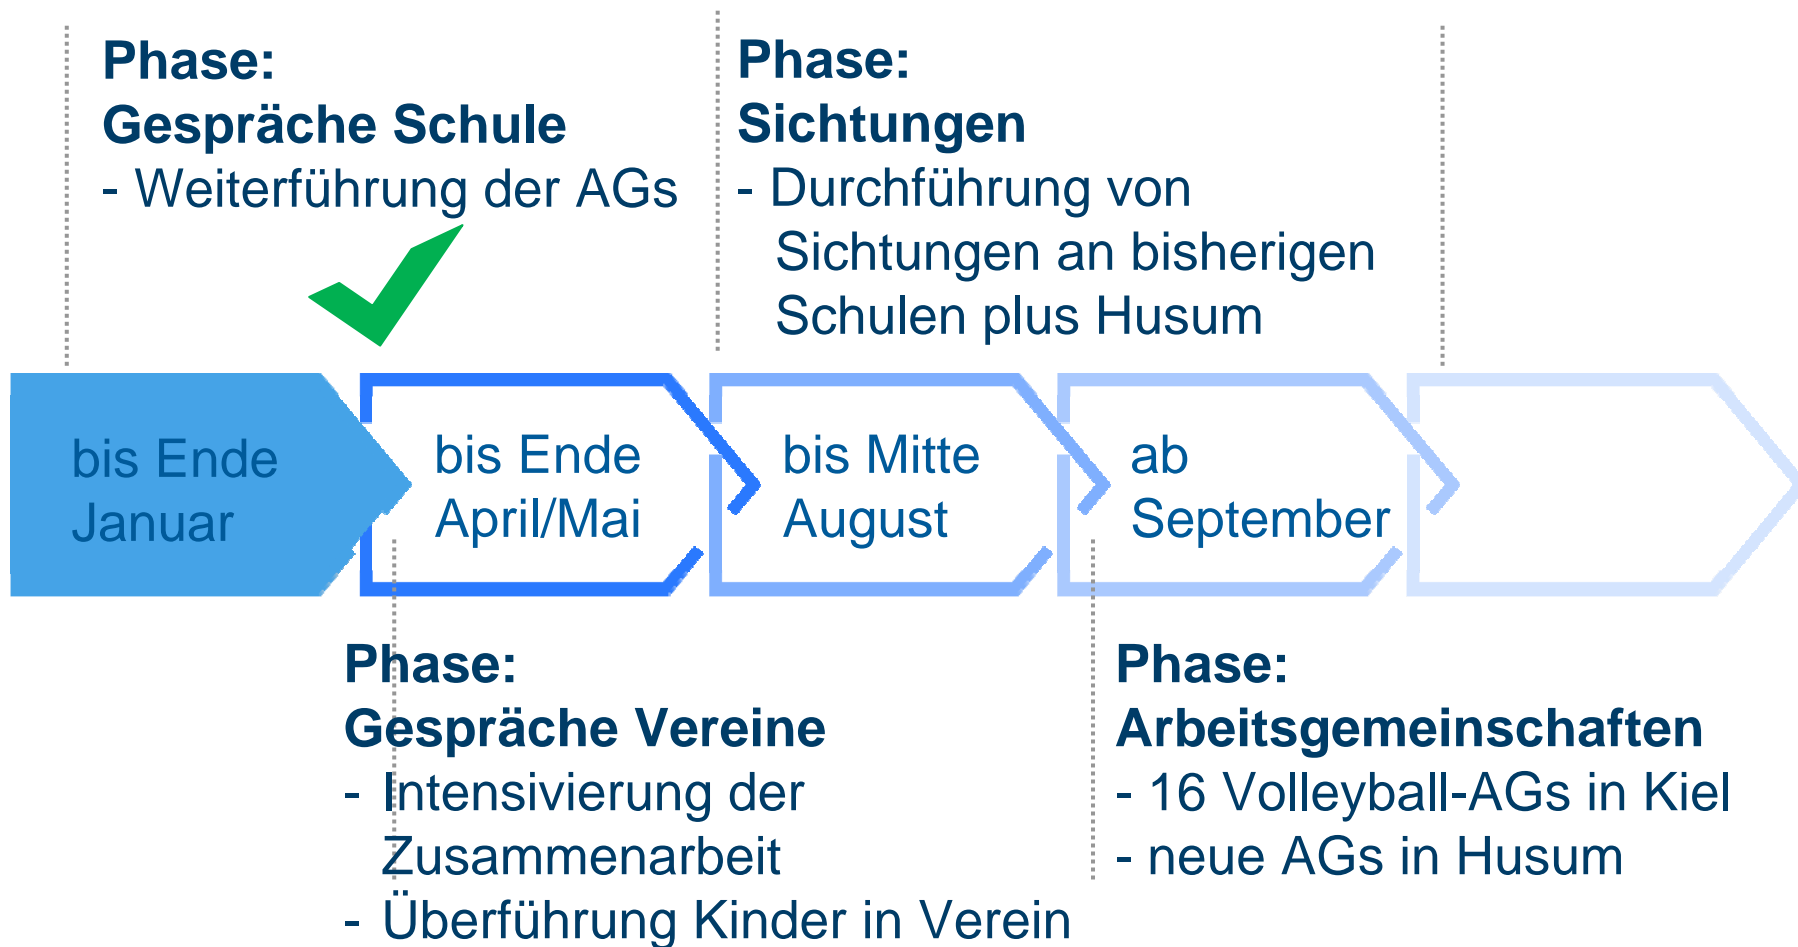 Phase:
Gespräche Schule
- Weiterführung der AGs
Phase:
Sichtungen
- Durchführung von
Sichtungen an bisherigen
Schulen plus Husum
bis Ende
Januar
bis Ende
April/Mai
bis Mitte
August
ab
September
Phase:
Gespräche Vereine
- Intensivierung der
Zusammenarbeit
- Überführung Kinder in Verein
Phase:
Arbeitsgemeinschaften
- 16 Volleyball-AGs in Kiel
- neue AGs in Husum